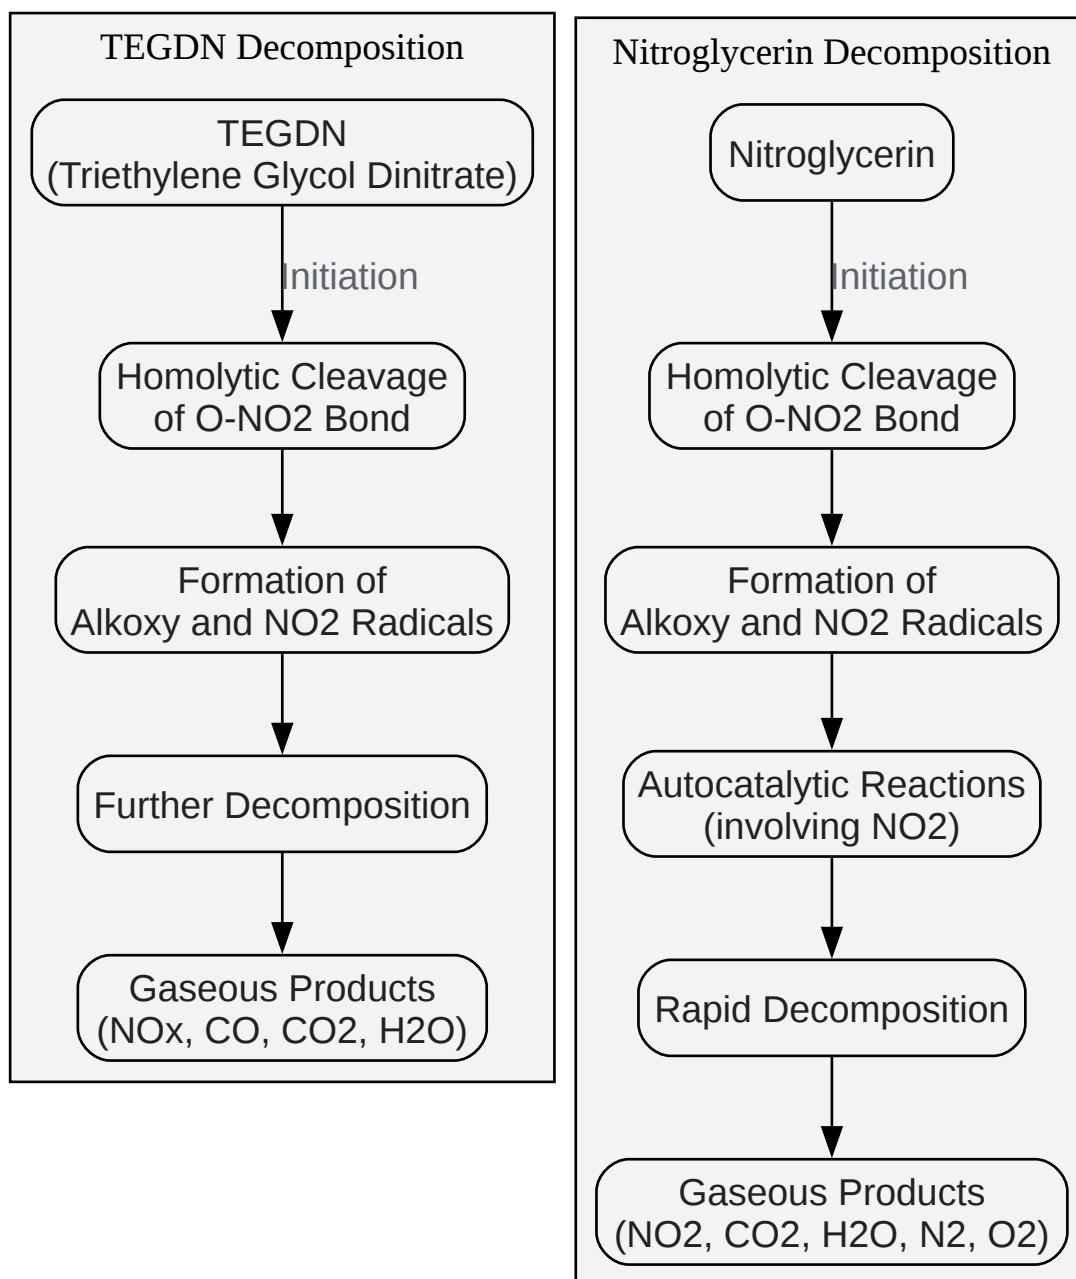 TEGDN Decomposition
TEGDN
(Triethylene Glycol Dinitrate)
Initiation
Homolytic Cleavage
of O-NO2 Bond
Formation of
Alkoxy and NO2 Radicals
Further Decomposition
Gaseous Products
(NOx, CO, CO2, H2O)
Nitroglycerin Decomposition
Nitroglycerin
Initiation
Homolytic Cleavage
of O-NO2 Bond
Formation of
Alkoxy and NO2 Radicals
Autocatalytic Reactions
(involving NO2)
Rapid Decomposition
Gaseous Products
(NO2, CO2, H2O, N2, O2)